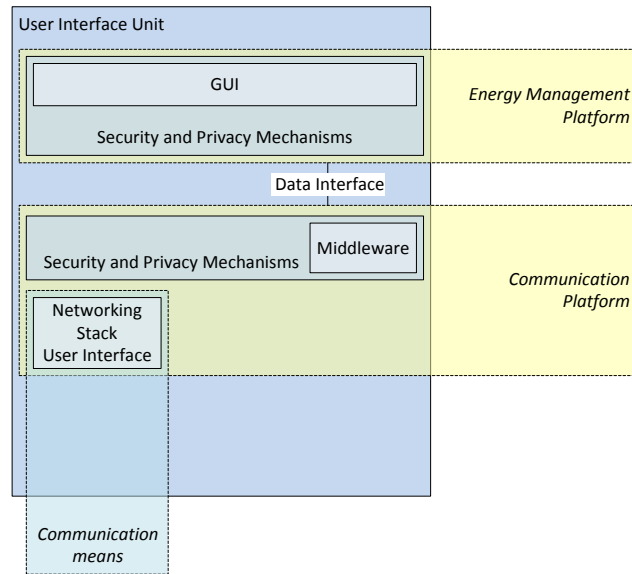 User Interface Unit
GUI
Energy Management
Platform
Security and Privacy Mechanisms
Data Interface
Middleware
Security and Privacy Mechanisms
Communication
Platform
Networking
Stack
User Interface
Communication
means